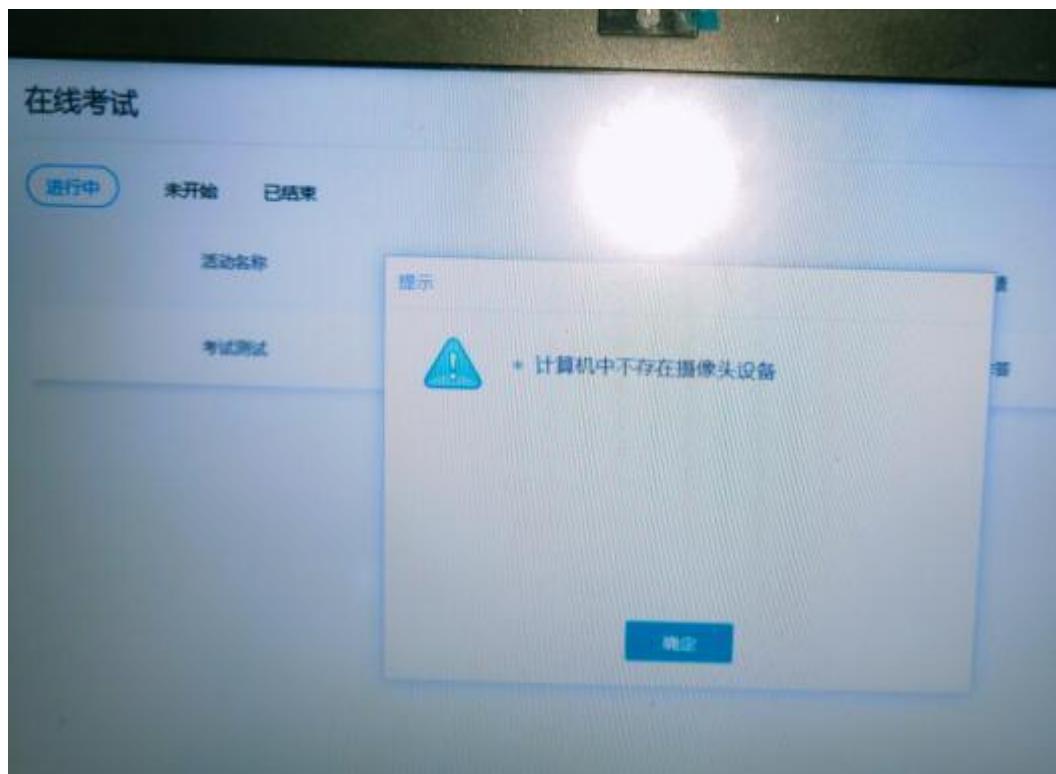 在线考试
进行中 未开始 已结束
活动名称
提示
考试测试
* 计算机中不存在摄像头设备
确定